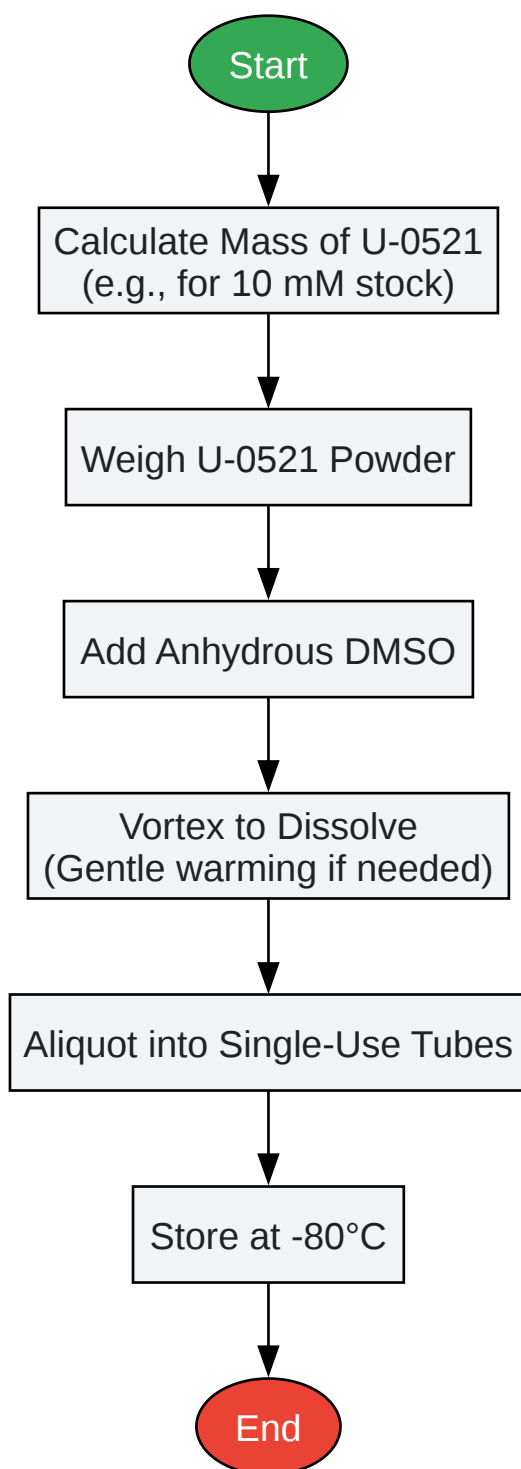 Start
Calculate Mass of U-0521
(e.g., for 10 mM stock)
Weigh U-0521 Powder
Add Anhydrous DMSO
Vortex to Dissolve
(Gentle warming if needed)
Aliquot into Single-Use Tubes
Store at -80°C
End